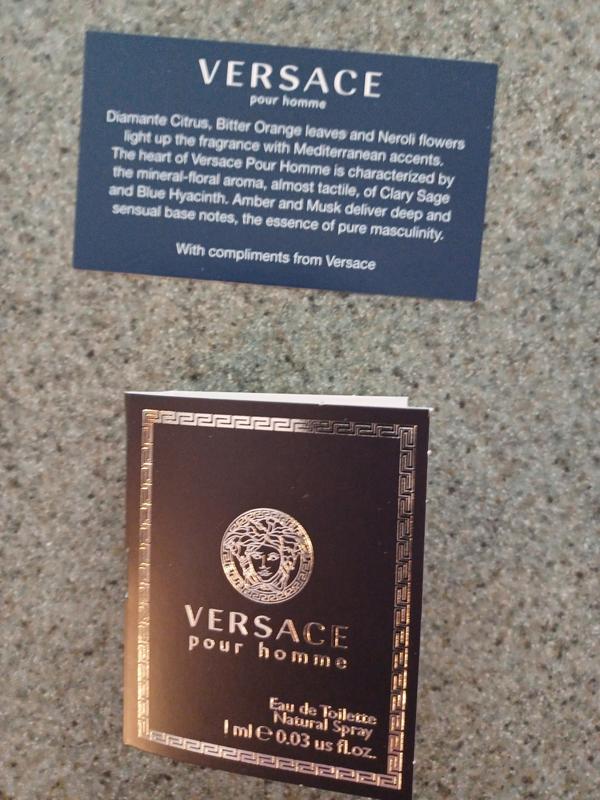 VERSACE
pour homme
Diamante Citrus, Bitter Orange leaves and Neroli flowers
light up the fragrance with Mediterranean accents.
The heart of Versace Pour Homme is characterized by
the mineral-floral aroma, almost tactile, of Clary Sage
and Blue Hyacinth. Amber and Musk deliver deep and
sensual base notes, the essence of pure masculinity.
With compliments from Versace
VERSACE
pour homme
Eau de Toilette
Natural Spray
1 ml ℮ 0.03 us fl.oz.